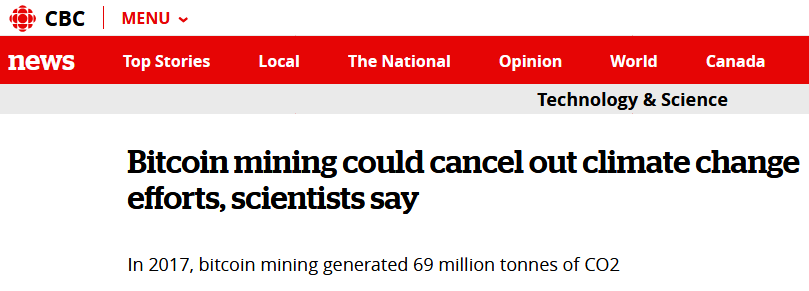 CBC MENU
news Top Stories Local The National Opinion World Canada
Technology & Science
Bitcoin mining could cancel out climate change
efforts, scientists say
In 2017, bitcoin mining generated 69 million tonnes of CO2